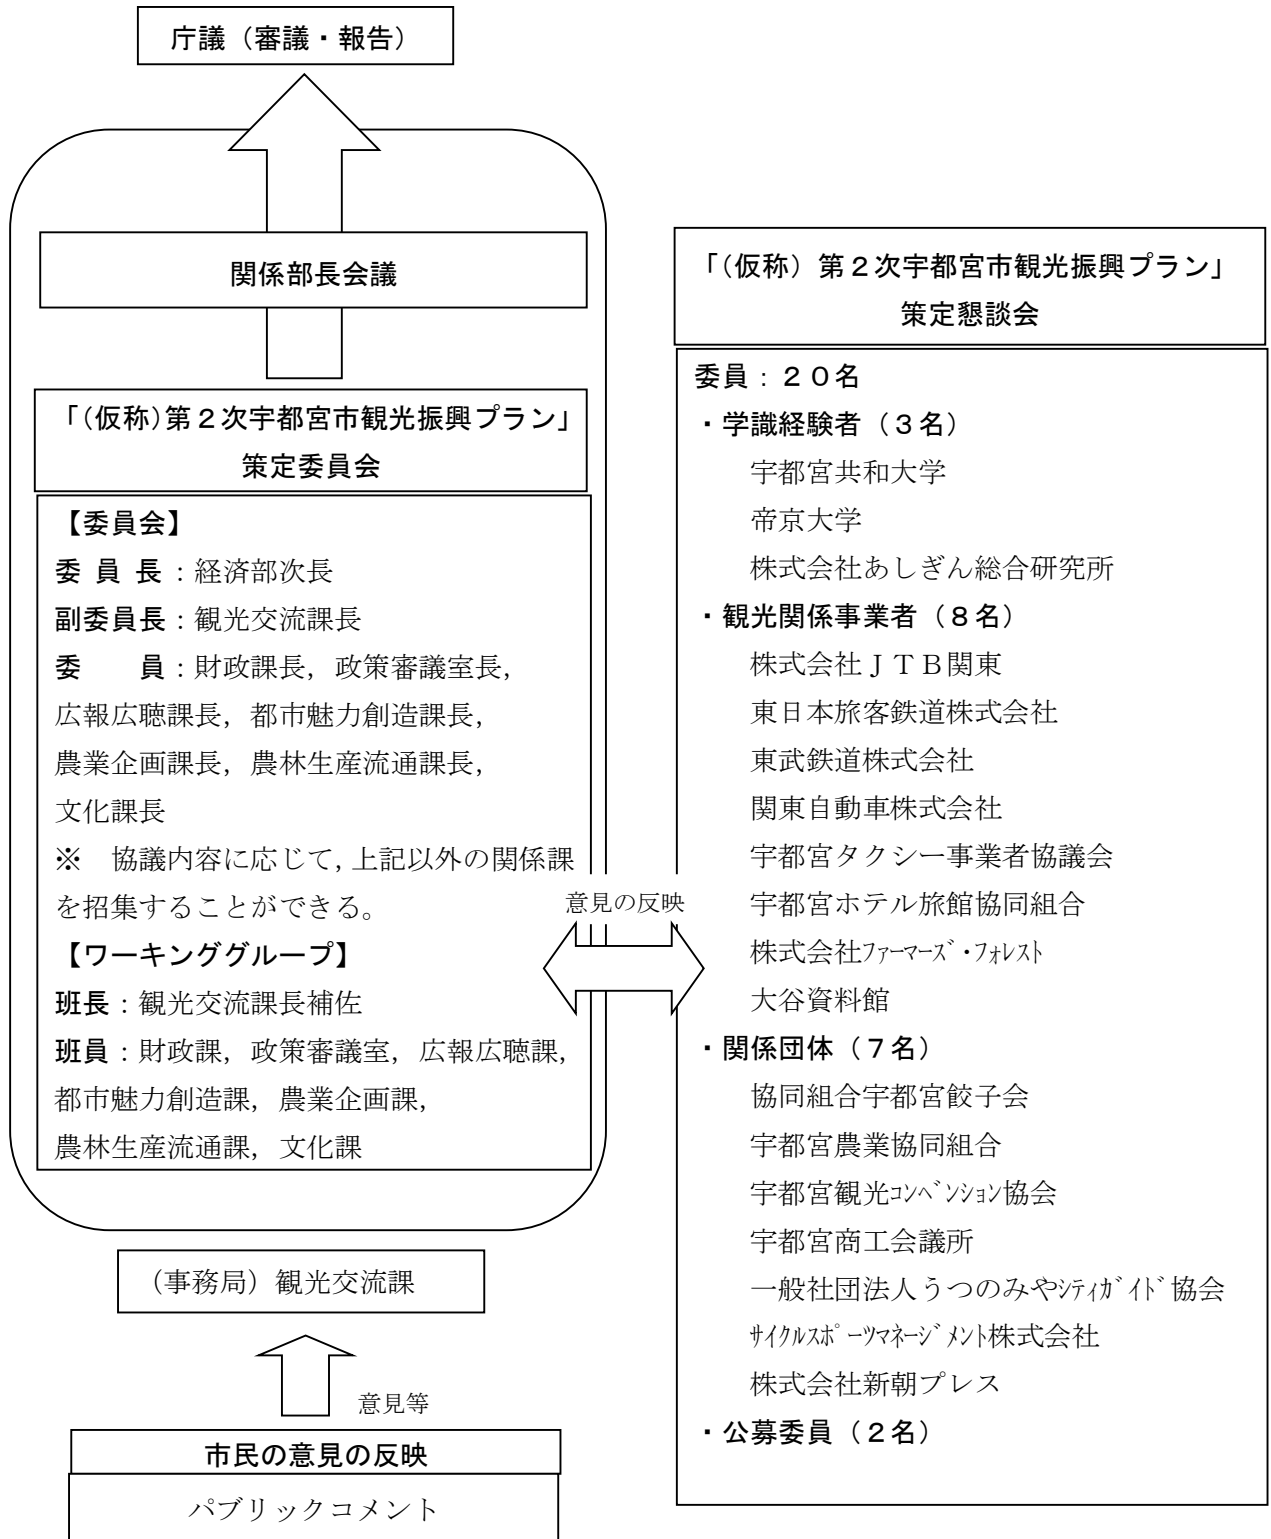 庁議（審議・報告）
関係部長会議
「(仮称)第２次宇都宮市観光振興プラン」
策定委員会
【委員会】
委 員 長：経済部次長
副委員長：観光交流課長
委　　員：財政課長，政策審議室長，
広報広聴課長，都市魅力創造課長，
農業企画課長，農林生産流通課長，
文化課長
※　協議内容に応じて，上記以外の関係課
を招集することができる。
【ワーキンググループ】
班長：観光交流課長補佐
班員：財政課，政策審議室，広報広聴課，
都市魅力創造課，農業企画課，
農林生産流通課，文化課
意見の反映
「(仮称）第２次宇都宮市観光振興プラン」
策定懇談会
委員：２０名
・学識経験者（３名）
宇都宮共和大学
帝京大学
株式会社あしぎん総合研究所
・観光関係事業者（８名）
株式会社ＪＴＢ関東
東日本旅客鉄道株式会社
東武鉄道株式会社
関東自動車株式会社
宇都宮タクシー事業者協議会
宇都宮ホテル旅館協同組合
株式会社ﾌｧｰﾏｰｽﾞ・ﾌｫﾚｽﾄ
大谷資料館
・関係団体（７名）
協同組合宇都宮餃子会
宇都宮農業協同組合
宇都宮観光ｺﾝﾍﾞﾝｼｮﾝ協会
宇都宮商工会議所
一般社団法人うつのみやｼﾃｨｶﾞｲﾄﾞ協会
ｻｲｸﾙｽﾎﾟｰﾂﾏﾈｰｼﾞﾒﾝﾄ株式会社
株式会社新朝プレス
・公募委員（２名）
（事務局）観光交流課
意見等
市民の意見の反映
パブリックコメント